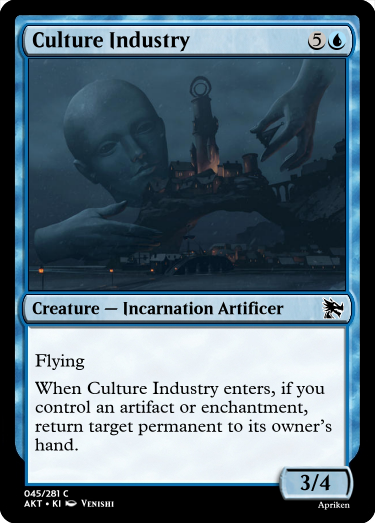 Culture Industry 5
Creature — Incarnation Artificer
Flying
When Culture Industry enters, if you
control an artifact or enchantment,
return target permanent to its owner's
hand.
3/4
045/281 C
AKT • KI Venishi
Apriken